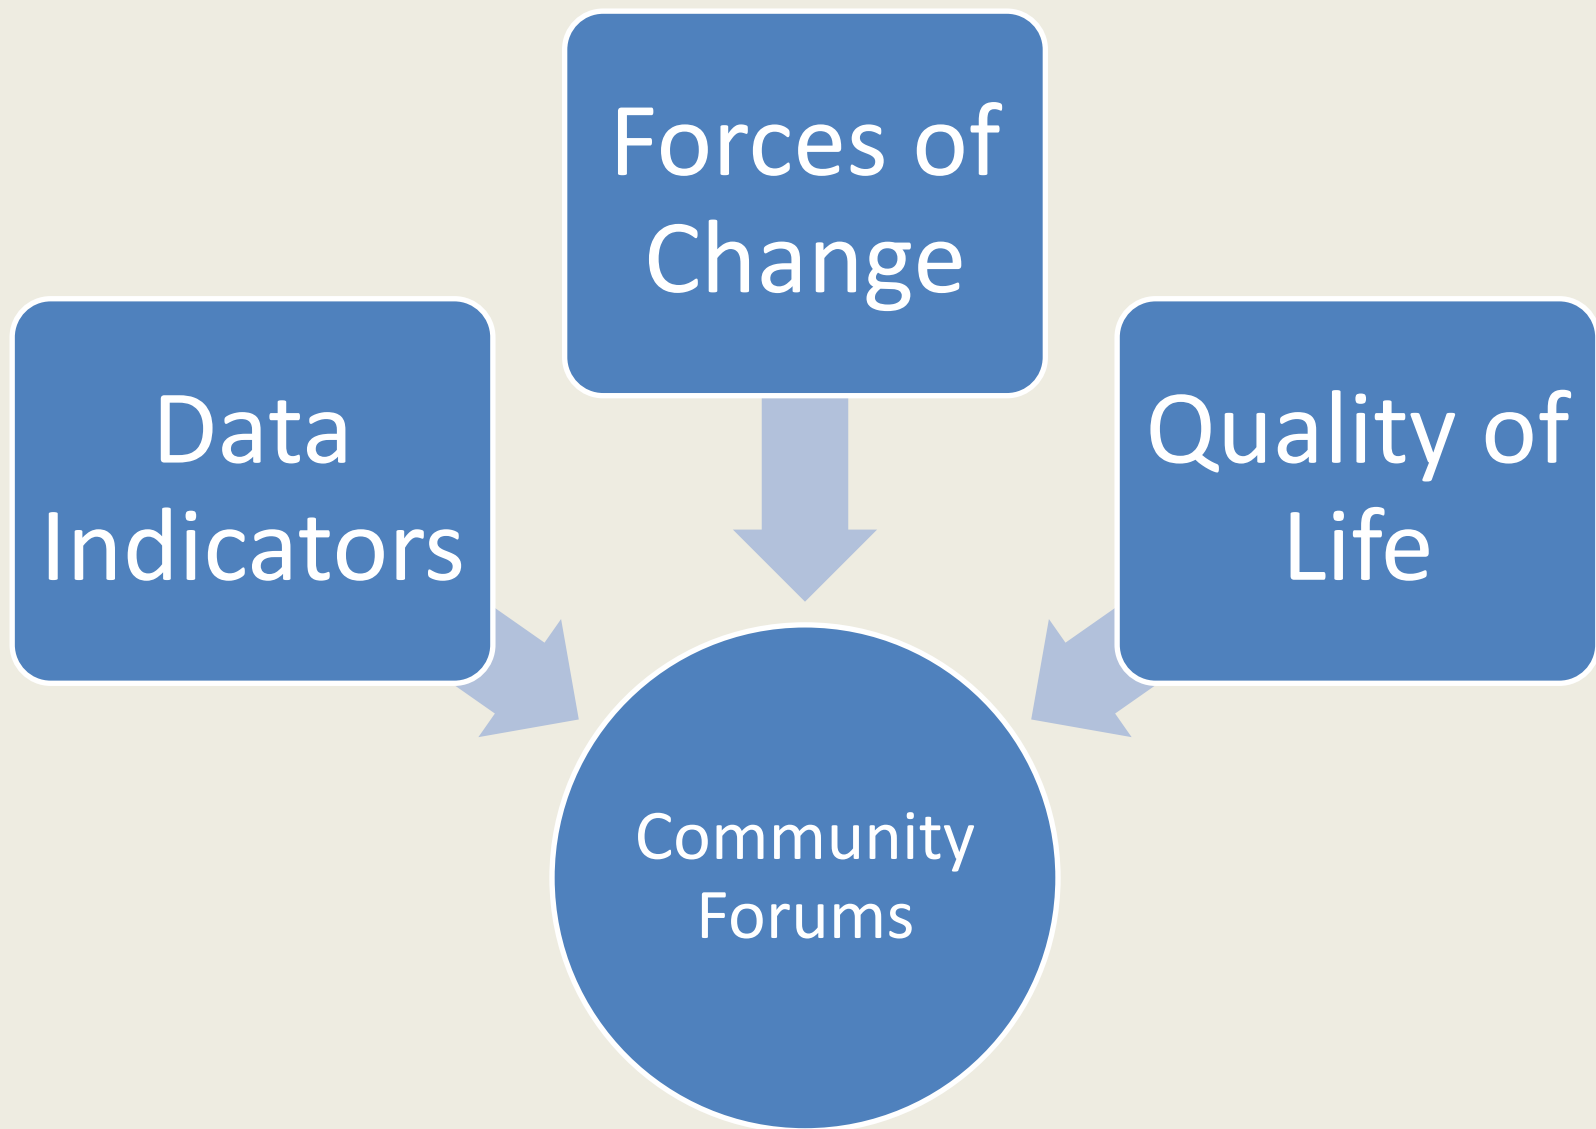 Forces of
Change
Data
Indicators
Quality of
Life
Community
Forums